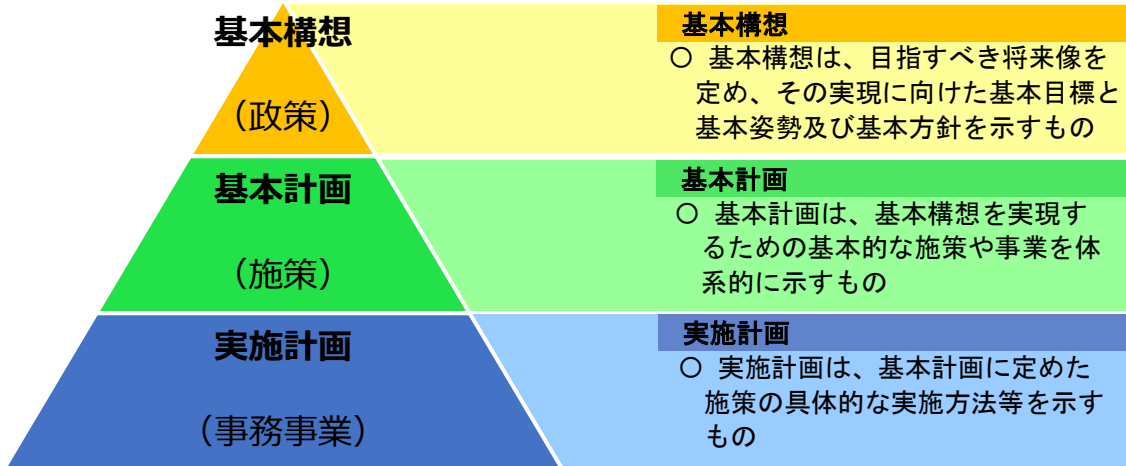 基本構想
（政策）
基本構想
○ 基本構想は、目指すべき将来像を
定め、その実現に向けた基本目標と
基本姿勢及び基本方針を示すもの
基本計画
（施策）
基本計画
○ 基本計画は、基本構想を実現す
るための基本的な施策や事業を体
系的に示すもの
実施計画
（事務事業）
実施計画
○ 実施計画は、基本計画に定めた
施策の具体的な実施方法等を示す
もの